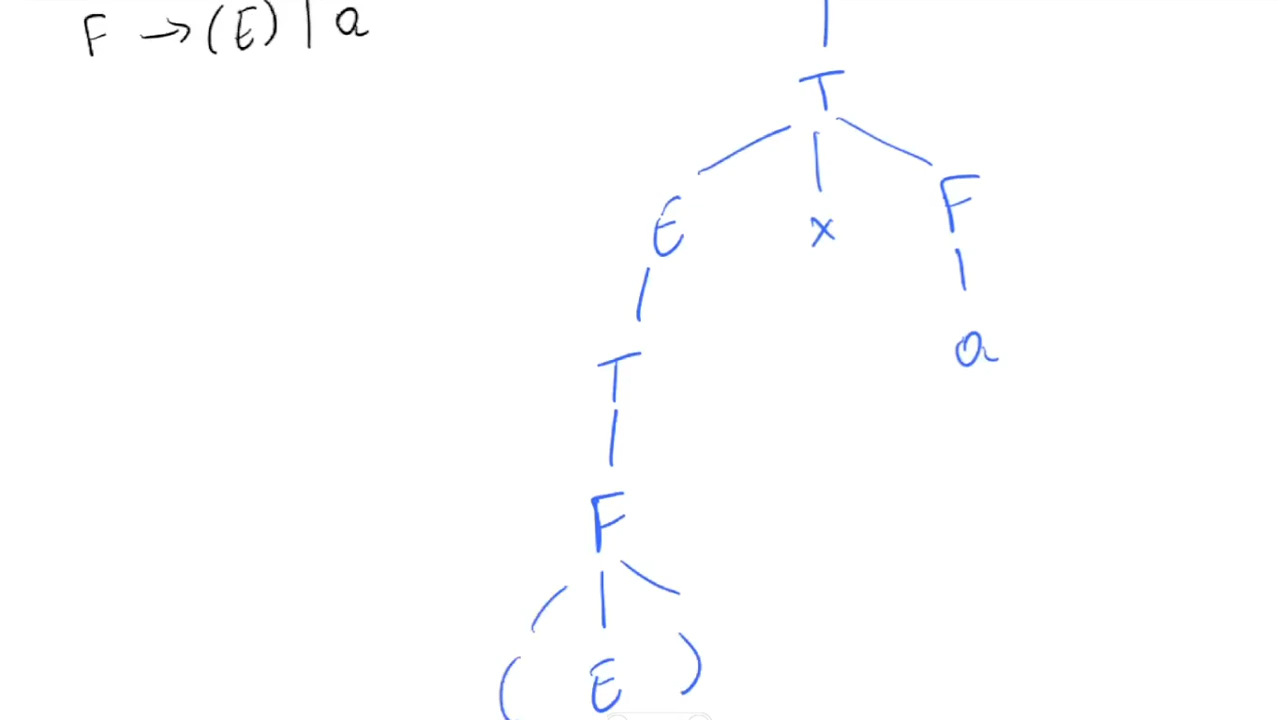 F → (E) | a
T
E x F
a
T
F
( E )